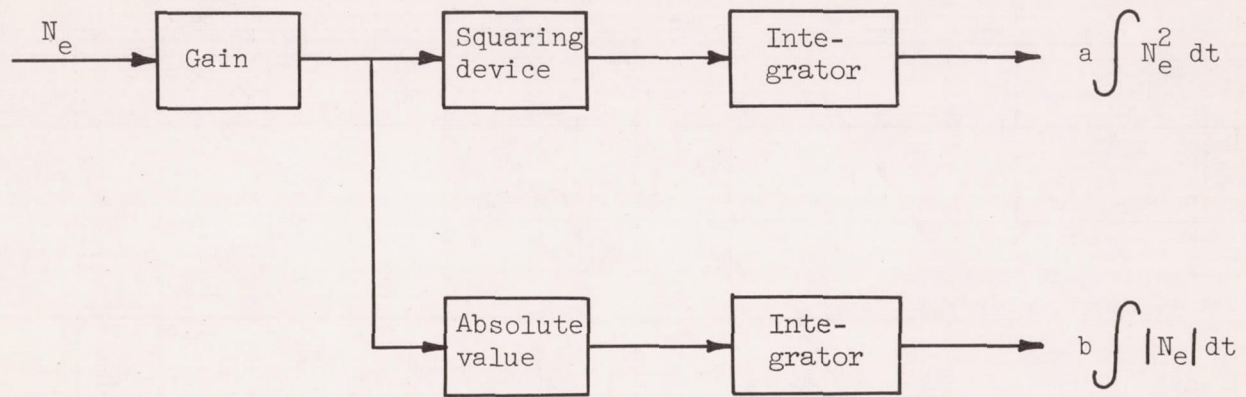 N_e
Gain
Squaring
device
Inte-
grator
a ∫ N_e^2 dt
Absolute
value
Inte-
grator
b ∫ |N_e| dt